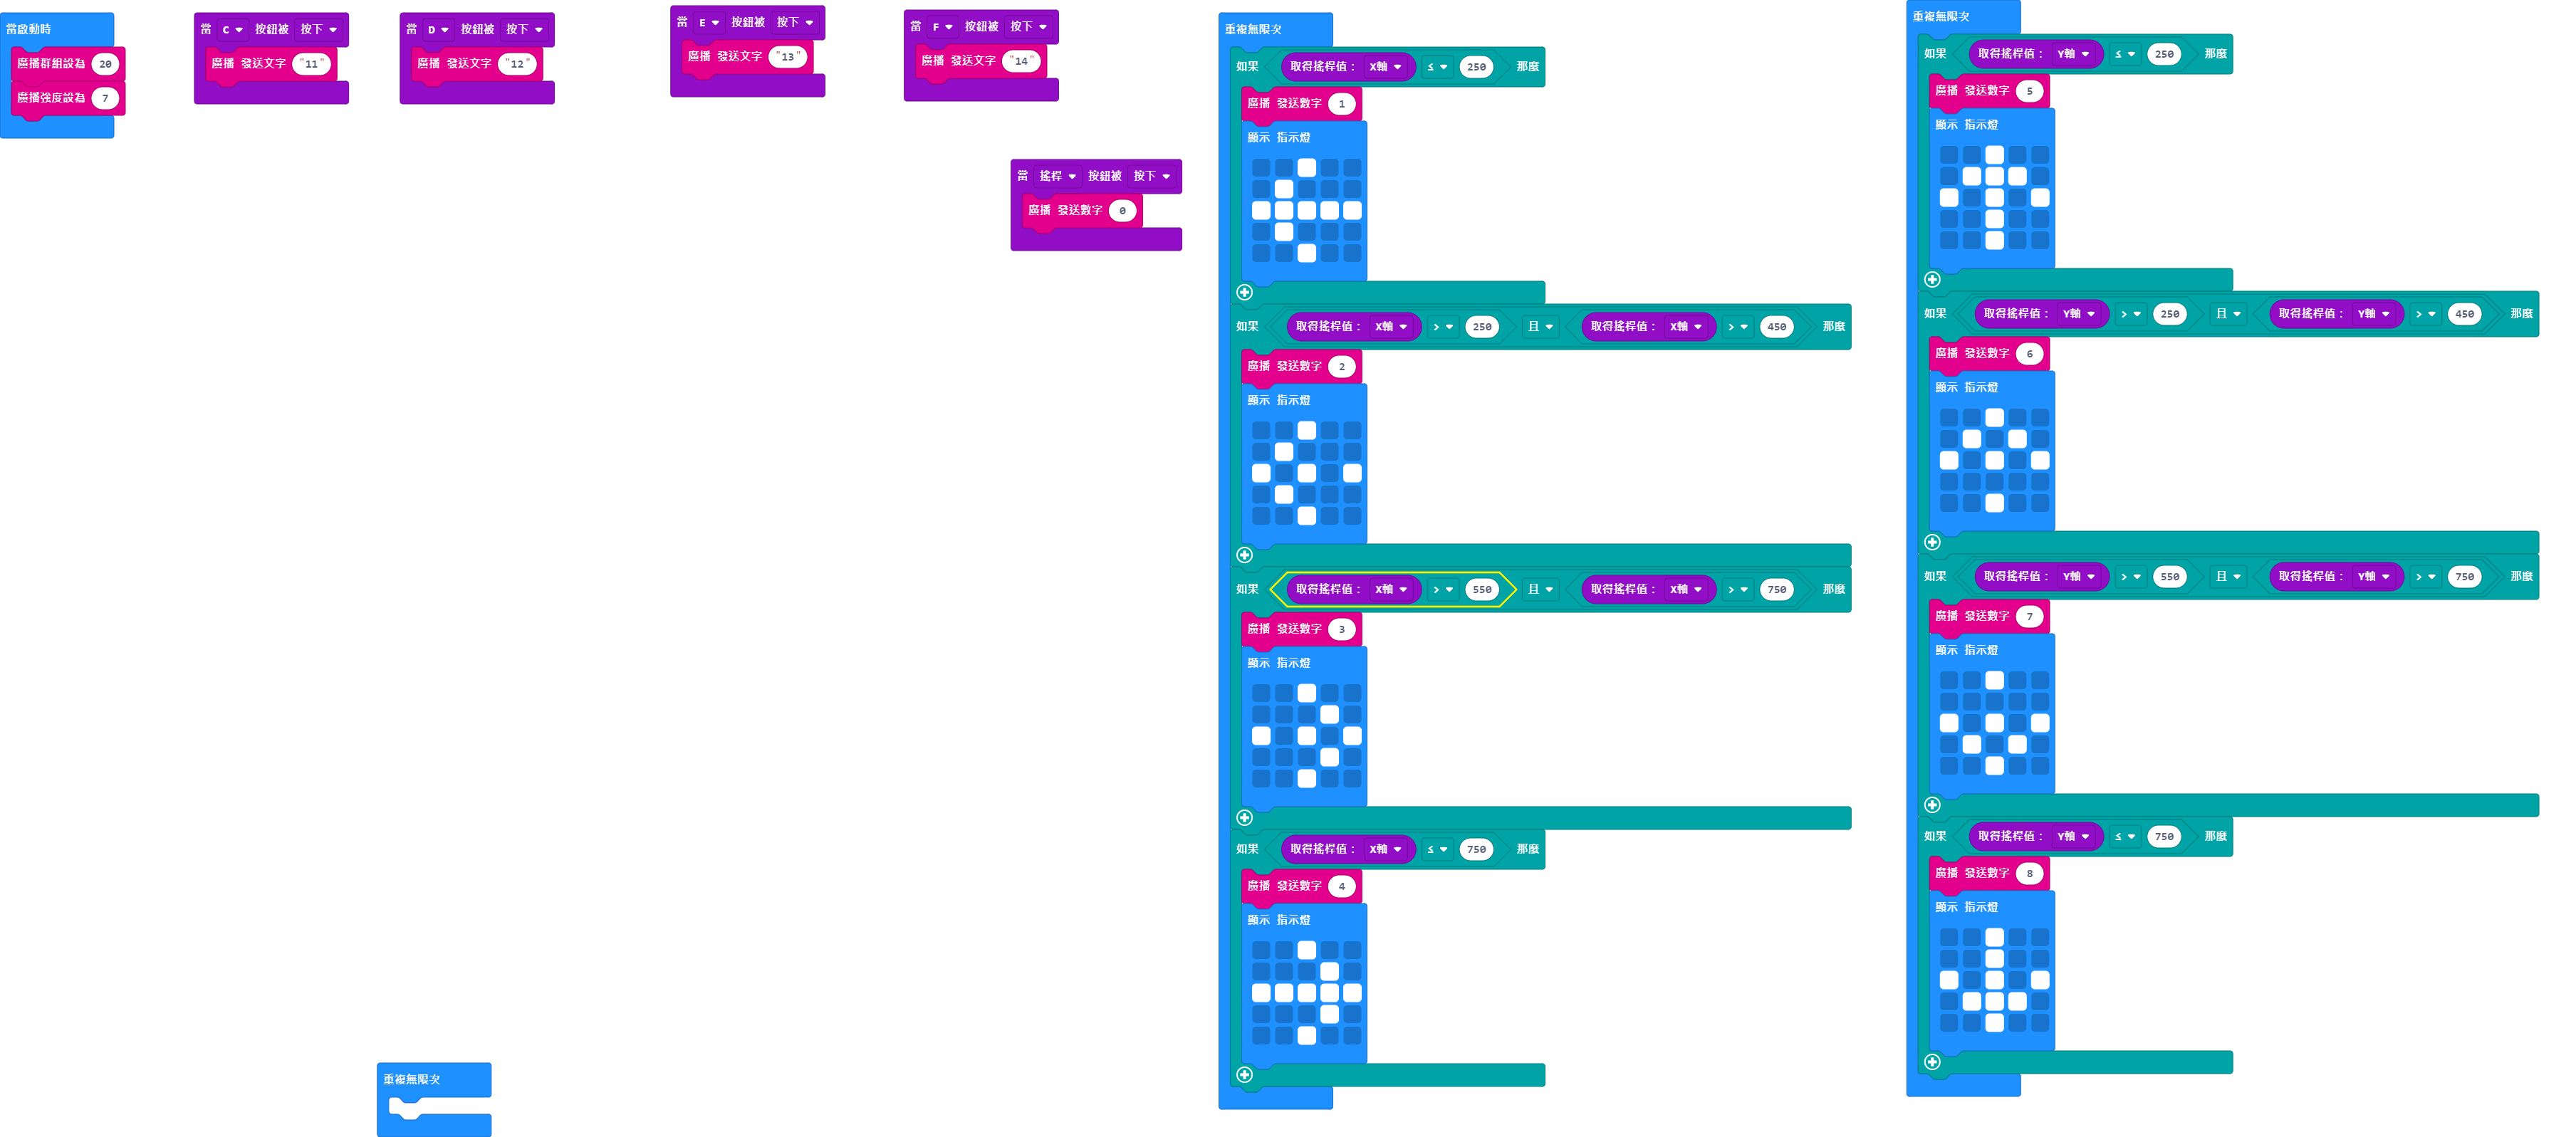 當啟動時
廣播群組設為 20
廣播強度設為 7
當 C 按鈕被 按下
廣播 發送文字 "11"
當 D 按鈕被 按下
廣播 發送文字 "12"
當 E 按鈕被 按下
廣播 發送文字 "13"
當 F 按鈕被 按下
廣播 發送文字 "14"
當 搖桿 按鈕被 按下
廣播 發送數字 0
重複無限次
重複無限次
如果 取得搖桿值： X軸 ≤ 250 那麼
廣播 發送數字 1
顯示 指示燈
如果 取得搖桿值： X軸 > 250 且 取得搖桿值： X軸 > 450 那麼
廣播 發送數字 2
顯示 指示燈
如果 取得搖桿值： X軸 > 550 且 取得搖桿值： X軸 > 750 那麼
廣播 發送數字 3
顯示 指示燈
如果 取得搖桿值： X軸 ≤ 750 那麼
廣播 發送數字 4
顯示 指示燈
重複無限次
如果 取得搖桿值： Y軸 ≤ 250 那麼
廣播 發送數字 5
顯示 指示燈
如果 取得搖桿值： Y軸 > 250 且 取得搖桿值： Y軸 > 450 那麼
廣播 發送數字 6
顯示 指示燈
如果 取得搖桿值： Y軸 > 550 且 取得搖桿值： Y軸 > 750 那麼
廣播 發送數字 7
顯示 指示燈
如果 取得搖桿值： Y軸 ≤ 750 那麼
廣播 發送數字 8
顯示 指示燈